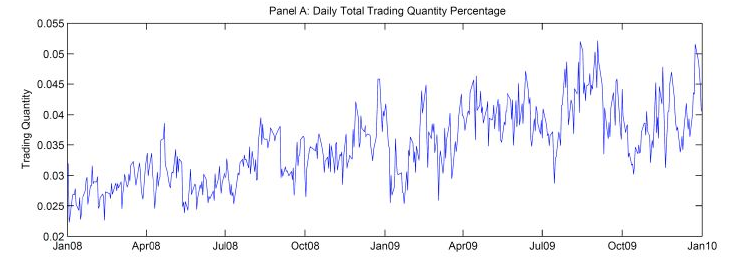 Panel A: Daily Total Trading Quantity Percentage
0.055
0.05
0.045
0.04
0.035
0.03
0.025
0.02
Trading Quantity
Jan08 Apr08 Jul08 Oct08 Jan09 Apr09 Jul09 Oct09 Jan10